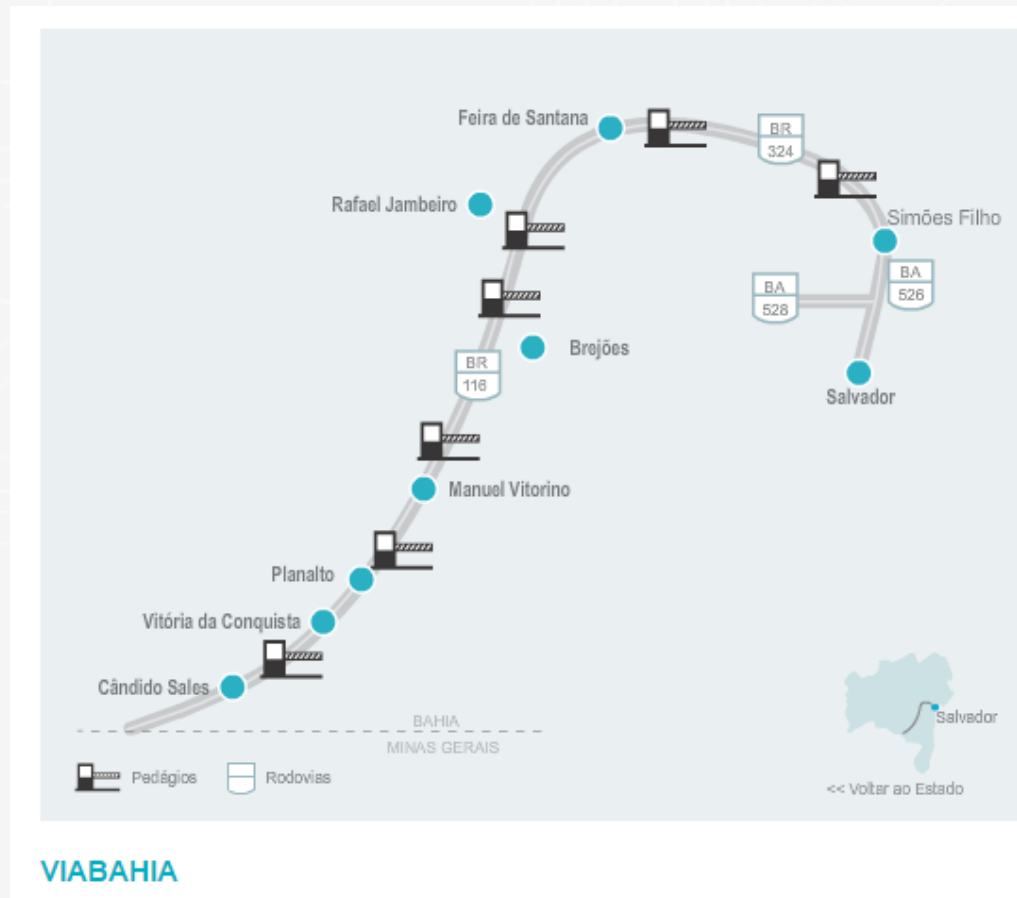 Feira de Santana
BR
324
Rafael Jambeiro
Simões Filho
BA
526
BA
528
Brejões
BR
116
Salvador
Manuel Vitorino
Planalto
Vitória da Conquista
Cândido Sales
BAHIA
MINAS GERAIS
Salvador
Pedágios
Rodovias
<< Voltar ao Estado
VIABAHIA